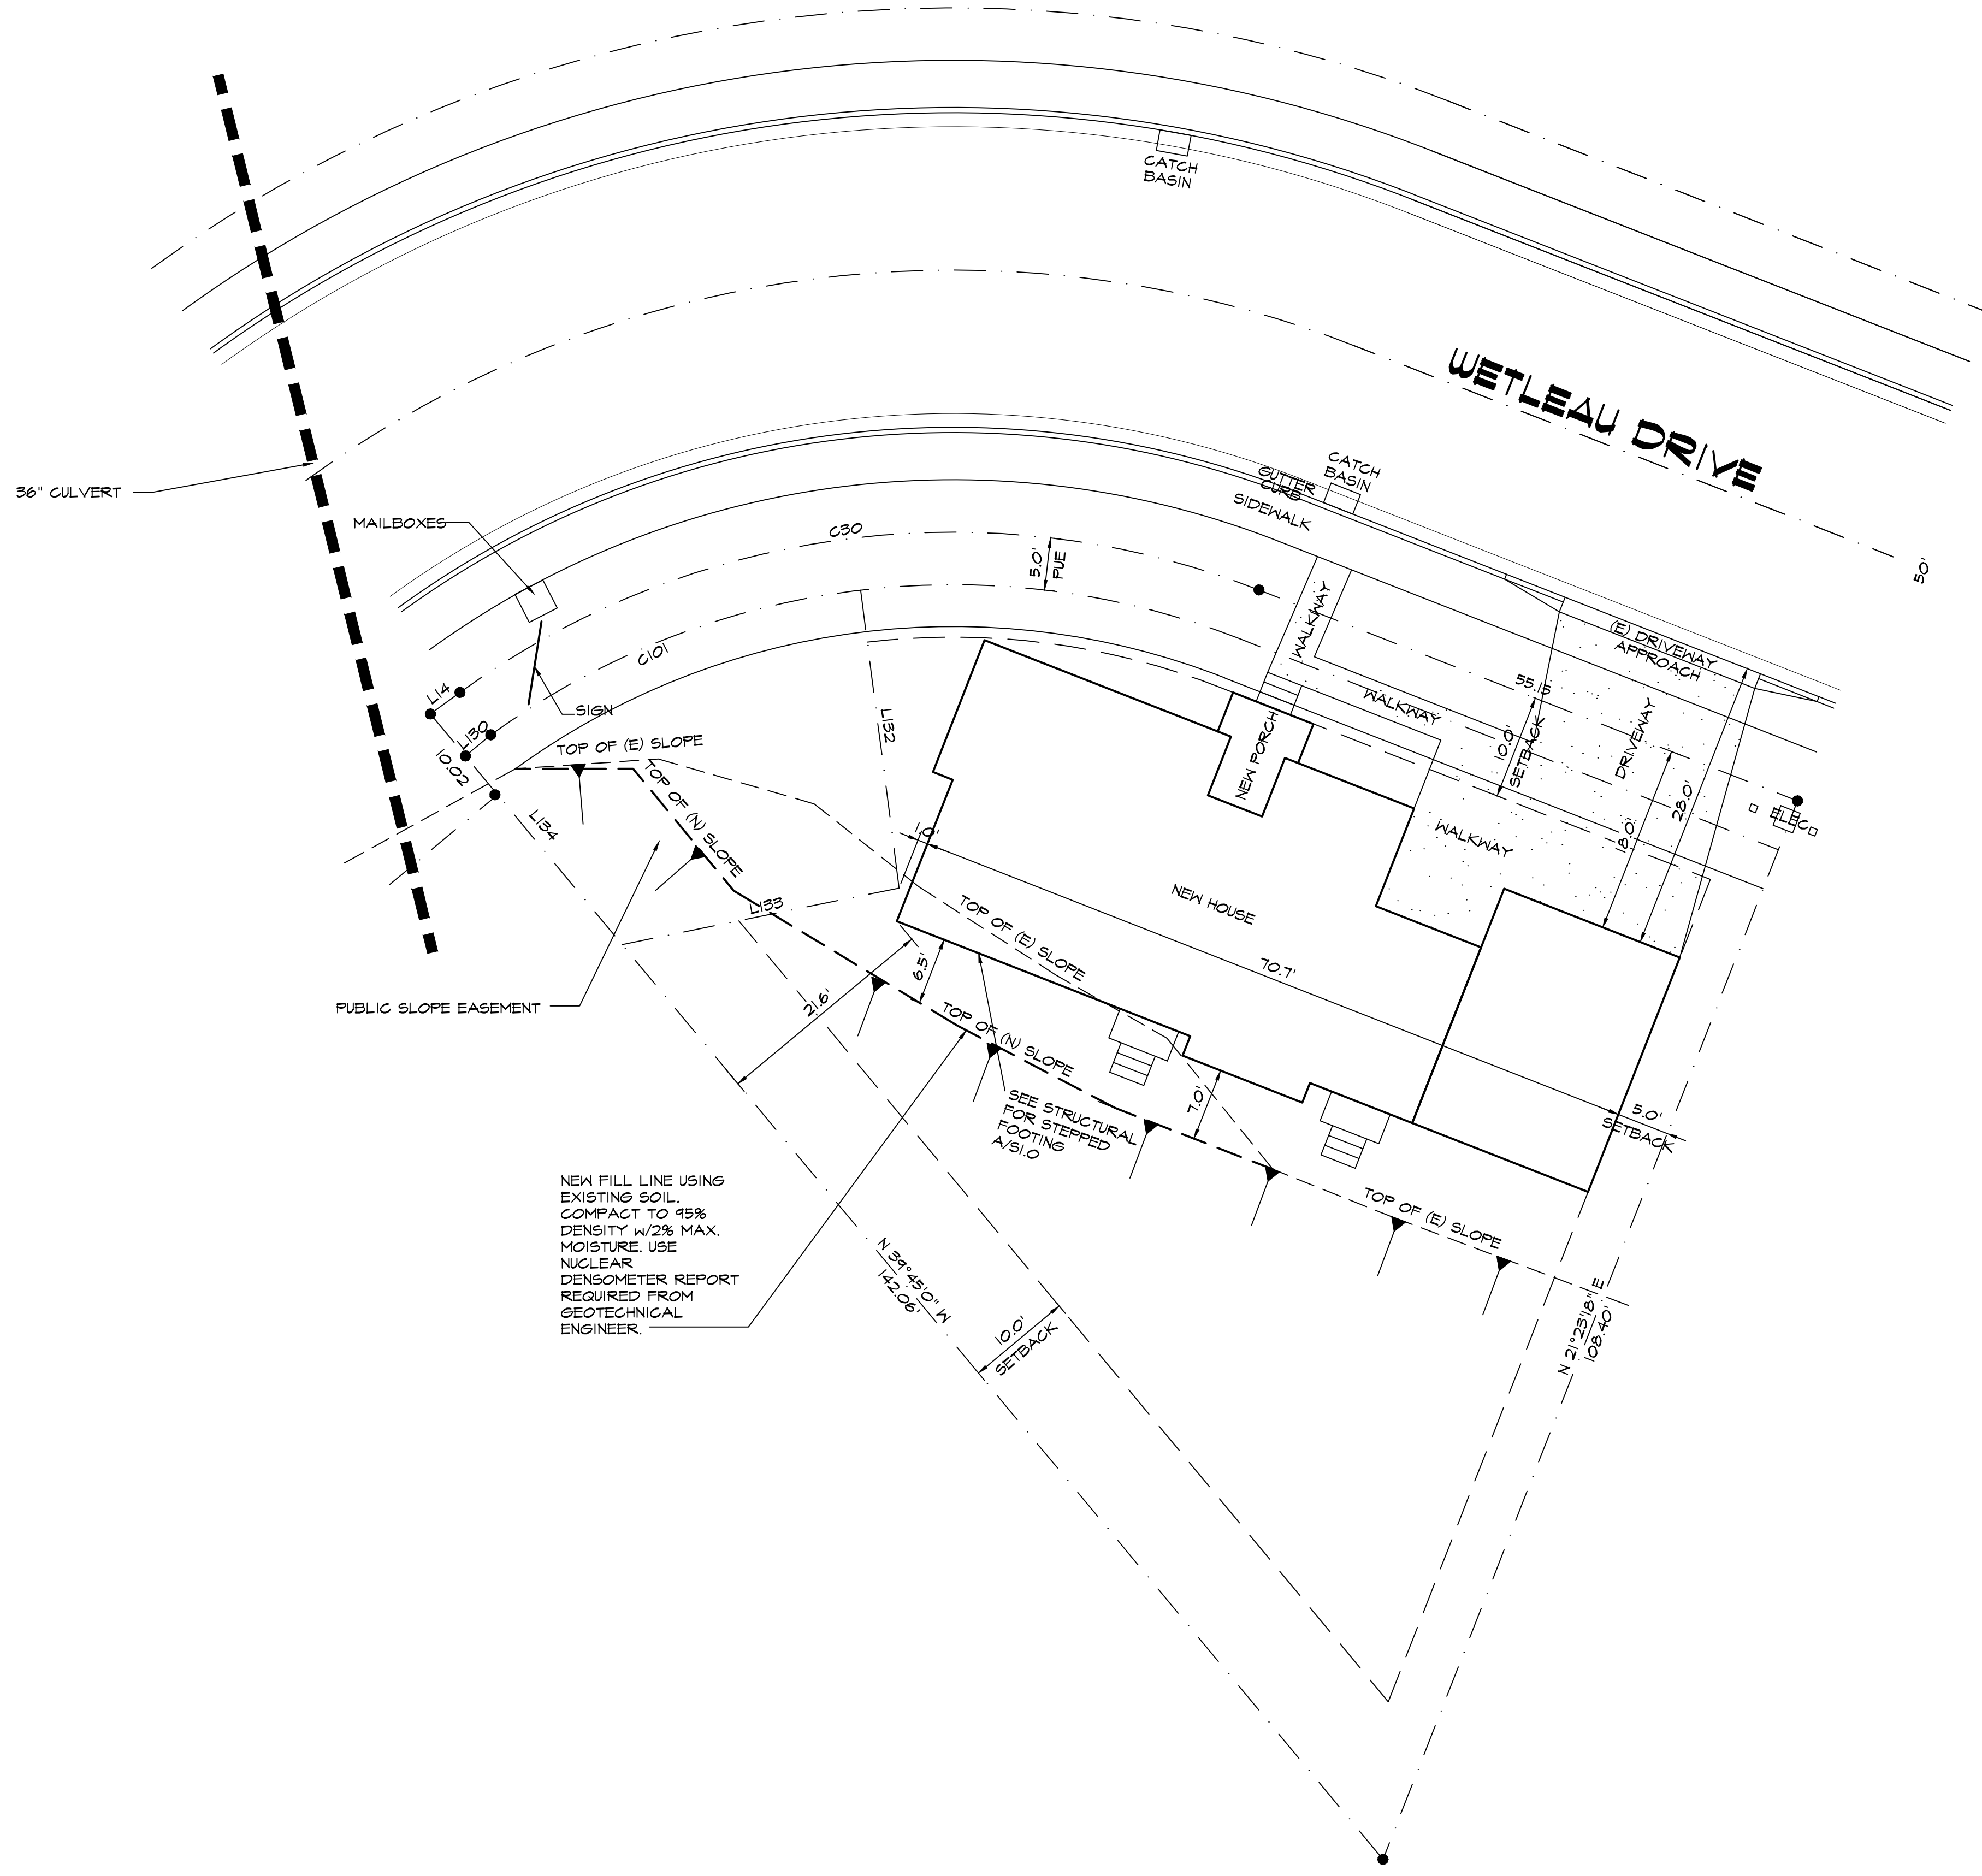 CATCH
BASIN
WETLEAU DRIVE
50'
36" CULVERT
MAILBOXES
C30
5.0'
PUE
GUTTER
CURB
SIDEWALK
CATCH
BASIN
WALKWAY
(E) DRIVEWAY
APPROACH
C101
L14
L130
10.02
SIGN
TOP OF (E) SLOPE
TOP OF (N) SLOPE
L132
L134
L133
1.0'
NEW PORCH
WALKWAY
55.15
10.0'
SETBACK
DRIVEWAY
18.0'
28.0'
ELEC
WALKWAY
NEW HOUSE
TOP OF (E) SLOPE
70.7'
PUBLIC SLOPE EASEMENT
21.6'
6.5'
TOP OF (N) SLOPE
SEE STRUCTURAL
FOR STEPPED
FOOTING
A/S1.0
7.0'
5.0'
SETBACK
NEW FILL LINE USING
EXISTING SOIL.
COMPACT TO 95%
DENSITY w/2% MAX.
MOISTURE. USE
NUCLEAR
DENSOMETER REPORT
REQUIRED FROM
GEOTECHNICAL
ENGINEER.
TOP OF (E) SLOPE
N 39°45'0" W
142.06'
10.0'
SETBACK
N 21°23'18" E
108.40'